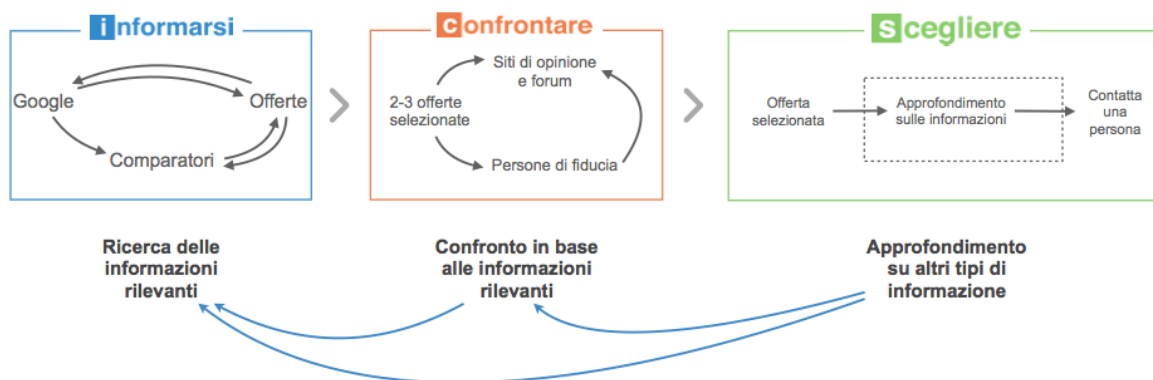 informarsi
Google
Offerte
Comparatori
confrontare
Siti di opinione
e forum
2-3 offerte
selezionate
Persone di fiducia
scegliere
Offerta
selezionata
Approfondimento
sulle informazioni
Contatta
una
persona
Ricerca delle
informazioni
rilevanti
Confronto in base
alle informazioni
rilevanti
Approfondimento
su altri tipi di
informazione